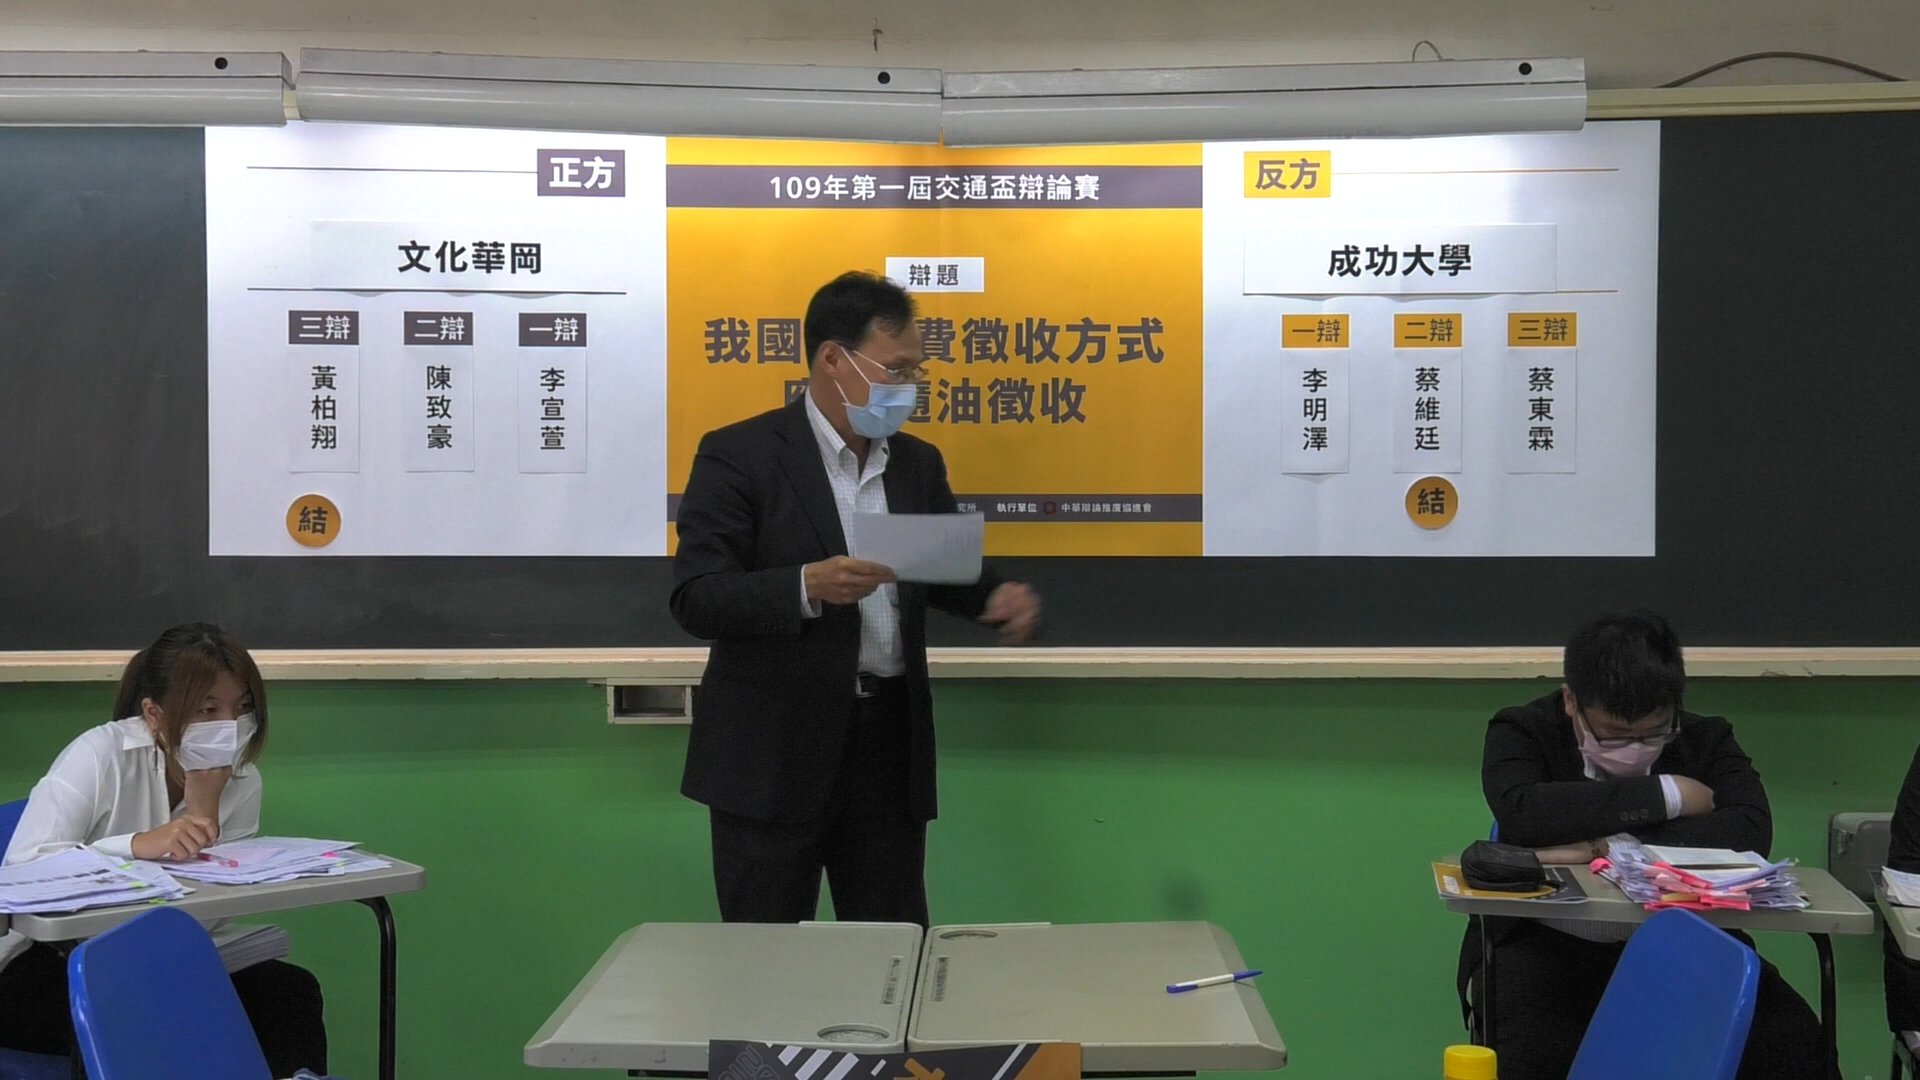 正方
文化華岡
三辯
二辯
一辯
黃柏翔
陳致豪
李宣萱
結
109年第一屆交通盃辯論賽
辯題
我國 費徵收方式
隨油徵收
究所 執行單位 中華辯論推廣協進會
反方
成功大學
一辯
二辯
三辯
李明澤
蔡維廷
蔡東霖
結